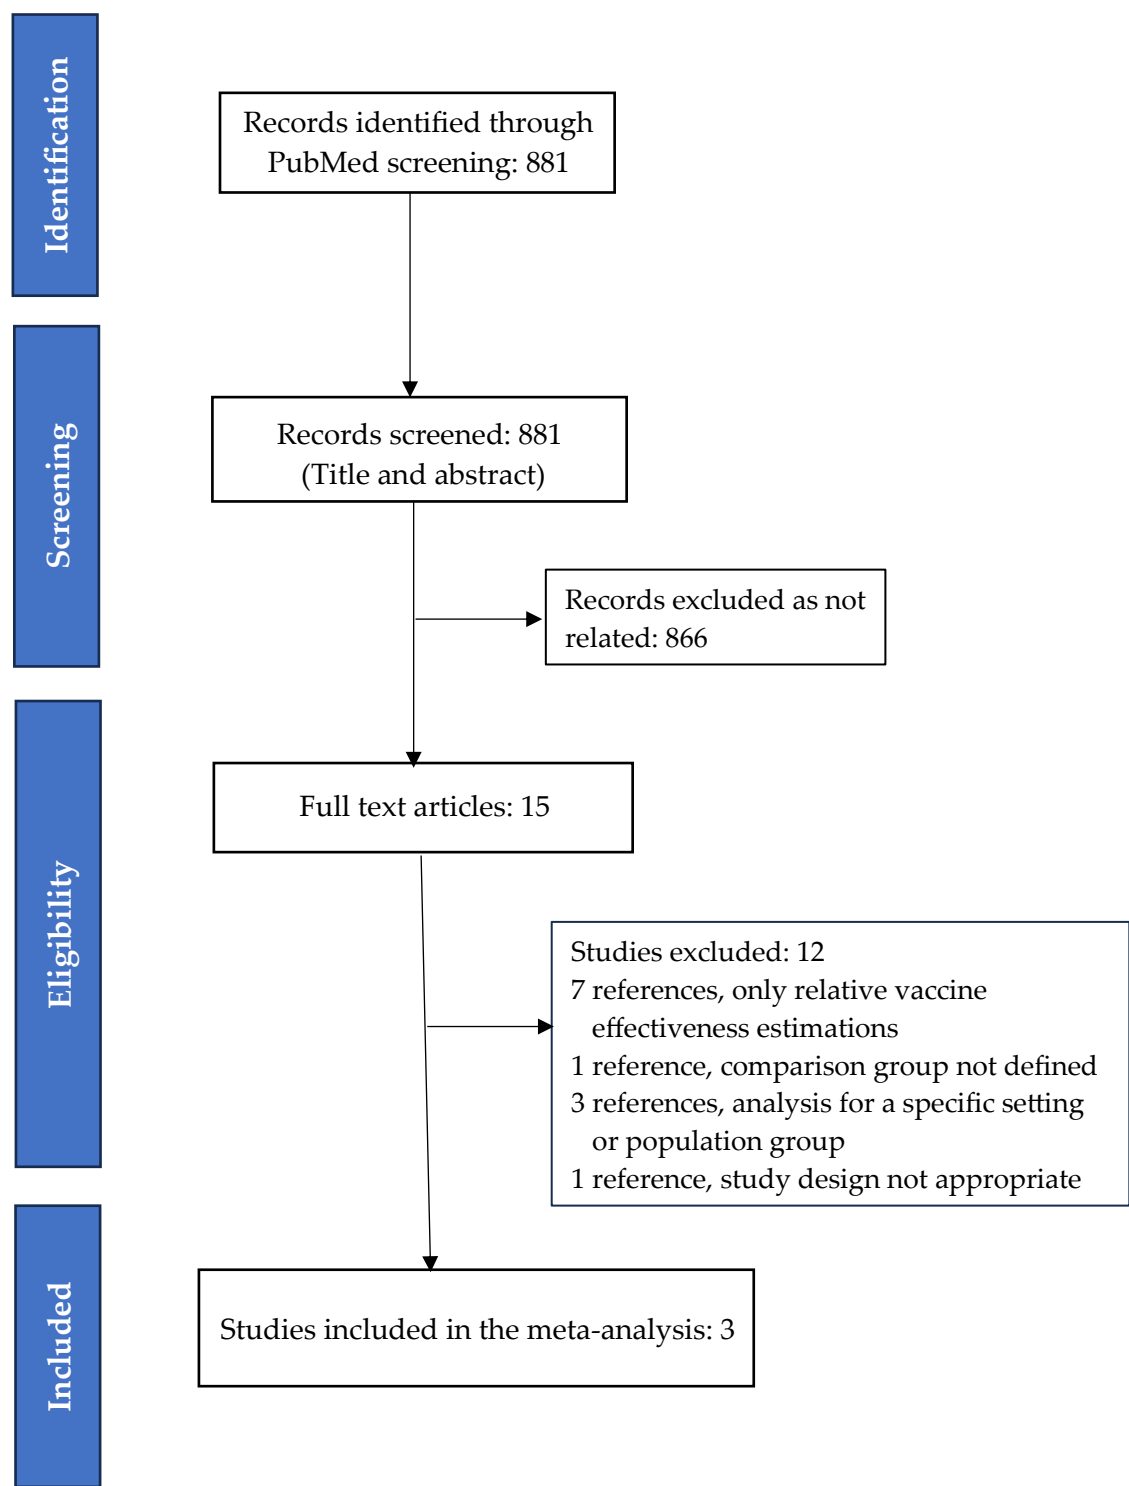 Identification
Records identified through
PubMed screening: 881
Screening
Records screened: 881
(Title and abstract)
Records excluded as not
related: 866
Eligibility
Full text articles: 15
Studies excluded: 12
7 references, only relative vaccine
effectiveness estimations
1 reference, comparison group not defined
3 references, analysis for a specific setting
or population group
1 reference, study design not appropriate
Included
Studies included in the meta-analysis: 3